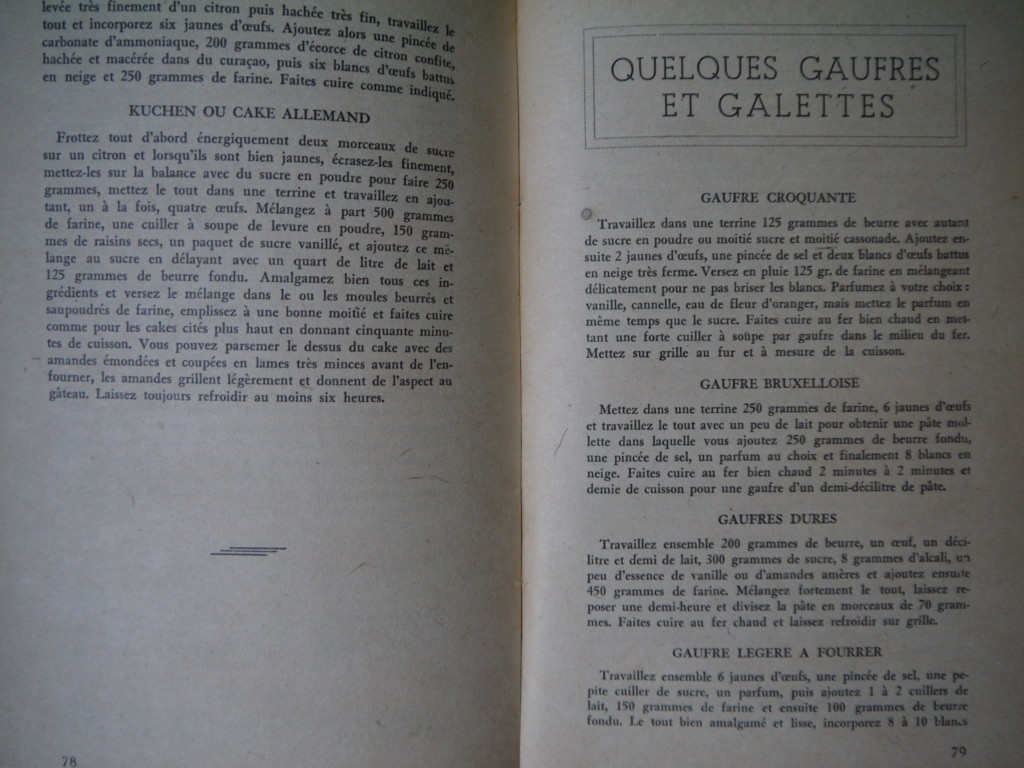 levée très finement d'un citron puis hachée très fin, travaillez le
tout et incorporez six jaunes d'œufs. Ajoutez alors une pincée de
carbonate d'ammoniaque, 200 grammes d'écorce de citron confite,
hachée et macérée dans du curaçao, puis six blancs d'œufs battus
en neige et 250 grammes de farine. Faites cuire comme indiqué.
KUCHEN OU CAKE ALLEMAND
Frottez tout d'abord énergiquement deux morceaux de sucre
sur un citron et lorsqu'ils sont bien jaunes, écrasez-les finement,
mettez-les sur la balance avec du sucre en poudre pour faire 250
grammes, mettez le tout dans une terrine et travaillez en ajou-
tant, un à la fois, quatre œufs. Mélangez à part 500 grammes
de farine, une cuiller à soupe de levure en poudre, 150 gram-
mes de raisins secs, un paquet de sucre vanillé, et ajoutez ce mé-
lange au sucre en délayant avec un quart de litre de lait et
125 grammes de beurre fondu. Amalgamez bien tous ces in-
grédients et versez le mélange dans le ou les moules beurrés et
saupoudrés de farine, emplissez à une bonne moitié et faites cuire
comme pour les cakes cités plus haut en donnant cinquante minu-
tes de cuisson. Vous pouvez parsemer le dessus du cake avec des
amandes émondées et coupées en lames très minces avant de l'en-
fourner, les amandes grillent légèrement et donnent de l'aspect au
gâteau. Laissez toujours refroidir au moins six heures.
78
QUELQUES GAUFRES
ET GALETTES
GAUFRE CROQUANTE
Travaillez dans une terrine 125 grammes de beurre avec autant
de sucre en poudre ou moitié sucre et moitié cassonade. Ajoutez en-
suite 2 jaunes d'œufs, une pincée de sel et deux blancs d'œufs battus
en neige très ferme. Versez en pluie 125 gr. de farine en mélangeant
délicatement pour ne pas briser les blancs. Parfumez à votre choix :
vanille, cannelle, eau de fleur d'oranger, mais mettez le parfum en
même temps que le sucre. Faites cuire au fer bien chaud en met-
tant une forte cuiller à soupe par gaufre dans le milieu du fer.
Mettez sur grille au fur et à mesure de la cuisson.
GAUFRE BRUXELLOISE
Mettez dans une terrine 250 grammes de farine, 6 jaunes d'œufs
et travaillez le tout avec un peu de lait pour obtenir une pâte mol-
lette dans laquelle vous ajoutez 250 grammes de beurre fondu,
une pincée de sel, un parfum au choix et finalement 8 blancs en
neige. Faites cuire au fer bien chaud 2 minutes à 2 minutes et
demie de cuisson pour une gaufre d'un demi-décilitre de pâte.
GAUFRES DURES
Travaillez ensemble 200 grammes de beurre, un œuf, un déci-
litre et demi de lait, 300 grammes de sucre, 8 grammes d'alcali, un
peu d'essence de vanille ou d'amandes amères et ajoutez ensuite
450 grammes de farine. Mélangez fortement le tout, laissez re-
poser une demi-heure et divisez la pâte en morceaux de 70 gram-
mes. Faites cuire au fer chaud et laissez refroidir sur grille.
GAUFRE LEGERE A FOURRER
Travaillez ensemble 6 jaunes d'œufs, une pincée de sel, une pe-
pite cuiller de sucre, un parfum, puis ajoutez 1 à 2 cuillers de
lait, 150 grammes de farine et ensuite 100 grammes de beurre
fondu. Le tout bien amalgamé et lisse, incorporez 8 à 10 blancs
79